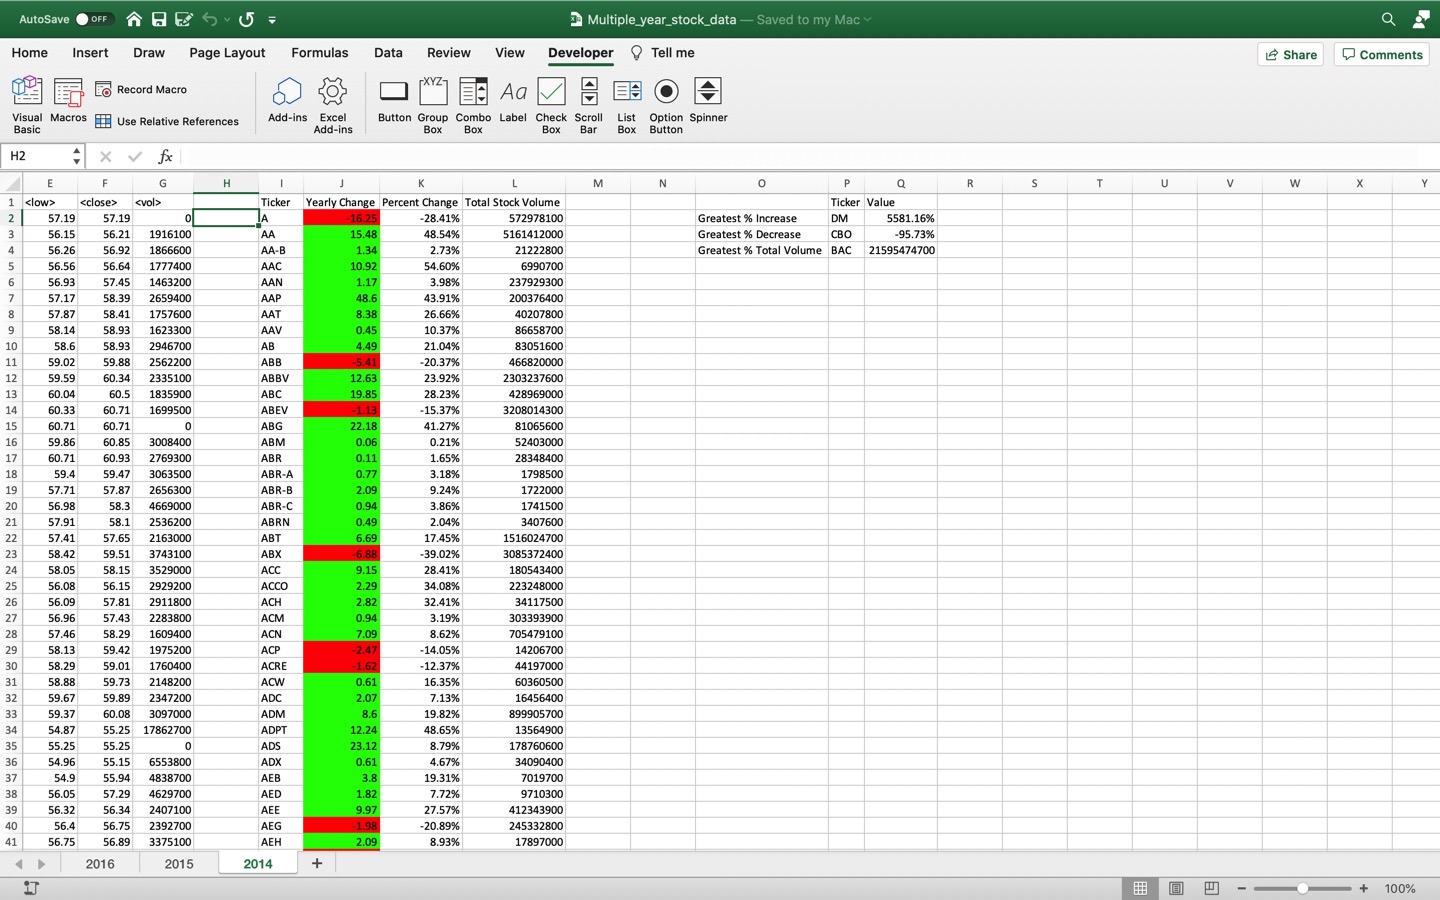 AutoSave OFF Multiple_year_stock_data — Saved to my Mac
Home Insert Draw Page Layout Formulas Data Review View Developer Tell me Share Comments
Visual Basic Macros Record Macro Use Relative References Add-ins Excel Add-ins Button Group Box Combo Box Label Check Box Scroll Bar List Box Option Button Spinner
XYZ Aa
H2 fx
E F G H I J K L M N O P Q R S T U V W X Y
1 <low> <close> <vol> Ticker Yearly Change Percent Change Total Stock Volume Ticker Value
2 57.19 57.19 0 A -16.25 -28.41% 572978100 Greatest % Increase DM 5581.16%
3 56.15 56.21 1916100 AA 15.48 48.54% 5161412000 Greatest % Decrease CBO -95.73%
4 56.26 56.92 1866600 AA-B 1.34 2.73% 21222800 Greatest % Total Volume BAC 21595474700
5 56.56 56.64 1777400 AAC 10.92 54.60% 6990700
6 56.93 57.45 1463200 AAN 1.17 3.98% 237929300
7 57.17 58.39 2659400 AAP 48.6 43.91% 200376400
8 57.87 58.41 1757600 AAT 8.38 26.66% 40207800
9 58.14 58.93 1623300 AAV 0.45 10.37% 86658700
10 58.6 58.93 2946700 AB 4.49 21.04% 83051600
11 59.02 59.88 2562200 ABB -5.41 -20.37% 466820000
12 59.59 60.34 2335100 ABBV 12.63 23.92% 2303237600
13 60.04 60.5 1835900 ABC 19.85 28.23% 428969000
14 60.33 60.71 1699500 ABEV -1.13 -15.37% 3208014300
15 60.71 60.71 0 ABG 22.18 41.27% 81065600
16 59.86 60.85 3008400 ABM 0.06 0.21% 52403000
17 60.71 60.93 2769300 ABR 0.11 1.65% 28348400
18 59.4 59.47 3063500 ABR-A 0.77 3.18% 1798500
19 57.71 57.87 2656300 ABR-B 2.09 9.24% 1722000
20 56.98 58.3 4669000 ABR-C 0.94 3.86% 1741500
21 57.91 58.1 2536200 ABRN 0.49 2.04% 3407600
22 57.41 57.65 2163000 ABT 6.69 17.45% 1516024700
23 58.42 59.51 3743100 ABX -6.88 -39.02% 3085372400
24 58.05 58.15 3529000 ACC 9.15 28.41% 180543400
25 56.08 56.15 2929200 ACCO 2.29 34.08% 223248000
26 56.09 57.81 2911800 ACH 2.82 32.41% 34117500
27 56.96 57.43 2283800 ACM 0.94 3.19% 303393900
28 57.46 58.29 1609400 ACN 7.09 8.62% 705479100
29 58.13 59.42 1975200 ACP -2.47 -14.05% 14206700
30 58.29 59.01 1760400 ACRE -1.62 -12.37% 44197000
31 58.88 59.73 2148200 ACW 0.61 16.35% 60360500
32 59.67 59.89 2347200 ADC 2.07 7.13% 16456400
33 59.37 60.08 3097000 ADM 8.6 19.82% 899905700
34 54.87 55.25 17862700 ADPT 12.24 48.65% 13564900
35 55.25 55.25 0 ADS 23.12 8.79% 178760600
36 54.96 55.15 6553800 ADX 0.61 4.67% 34090400
37 54.9 55.94 4838700 AEB 3.8 19.31% 7019700
38 56.05 57.29 4629700 AED 1.82 7.72% 9710300
39 56.32 56.34 2407100 AEE 9.97 27.57% 412343900
40 56.4 56.75 2392700 AEG -1.98 -20.89% 245332800
41 56.75 56.89 3375100 AEH 2.09 8.93% 17897000
2016 2015 2014 +
100%